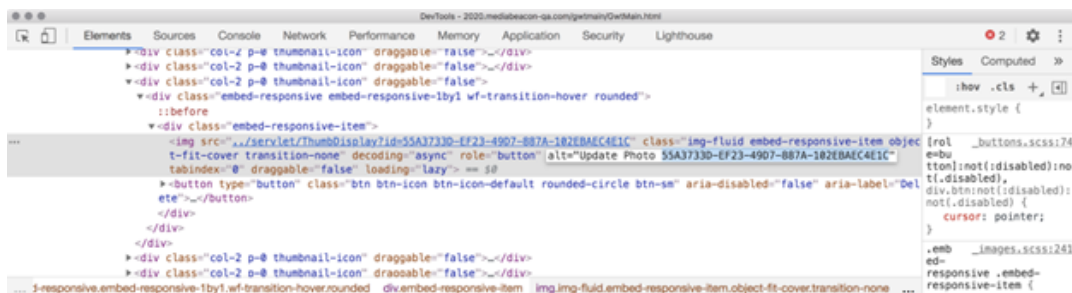 DevTools - 2020.mediabeacon-qa.com/gwtmain/GwtMain.html
Elements Sources Console Network Performance Memory Application Security Lighthouse 2
<div class="col-2 p-0 thumbnail-icon" draggable="false">…</div>
<div class="col-2 p-0 thumbnail-icon" draggable="false">…</div>
<div class="col-2 p-0 thumbnail-icon" draggable="false">
<div class="embed-responsive embed-responsive-1by1 wf-transition-hover rounded">
::before
<div class="embed-responsive-item">
<img src="../servlet/ThumbDisplay?id=55A3733D-EF23-49D7-887A-102EBAEC4E1C" class="img-fluid embed-responsive-item objec
t-fit-cover transition-none" decoding="async" role="button" alt="Update Photo 55A3733D-EF23-49D7-887A-102EBAEC4E1C"
tabindex="0" draggable="false" loading="lazy"> == $0
<button type="button" class="btn btn-icon btn-icon-default rounded-circle btn-sm" aria-disabled="false" aria-label="Del
ete">…</button>
</div>
</div>
</div>
<div class="col-2 p-0 thumbnail-icon" draggable="false">…</div>
<div class="col-2 p-0 thumbnail-icon" draggable="false">…</div>
... d-responsive.embed-responsive-1by1.wf-transition-hover.rounded div.embed-responsive-item img.img-fluid.embed-responsive-item.object-fit-cover.transition-none ...
Styles Computed »
:hov .cls +
element.style {
}
[rol _buttons.scss:74
e=bu
tton]:not(:disabled):no
t(.disabled),
div.btn:not(:disabled):
not(.disabled) {
cursor: pointer;
}
.emb _images.scss:241
ed-
responsive .embed-
responsive-item {